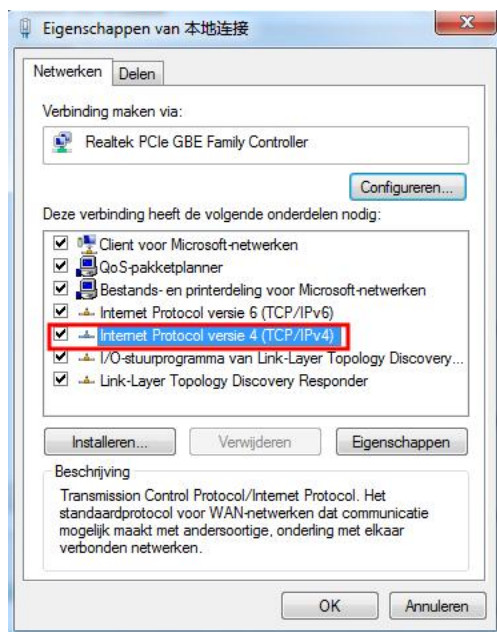 Eigenschappen van 本地连接
Netwerken Delen
Verbinding maken via:
Realtek PCIe GBE Family Controller
Configureren...
Deze verbinding heeft de volgende onderdelen nodig:
Client voor Microsoft-netwerken
QoS-pakketplanner
Bestands- en printerdeling voor Microsoft-netwerken
Internet Protocol versie 6 (TCP/IPv6)
Internet Protocol versie 4 (TCP/IPv4)
I/O-stuurprogramma van Link-Layer Topology Discovery...
Link-Layer Topology Discovery Responder
Installeren... Verwijderen Eigenschappen
Beschrijving
Transmission Control Protocol/Internet Protocol. Het
standaardprotocol voor WAN-netwerken dat communicatie
mogelijk maakt met andersoortige, onderling met elkaar
verbonden netwerken.
OK Annuleren